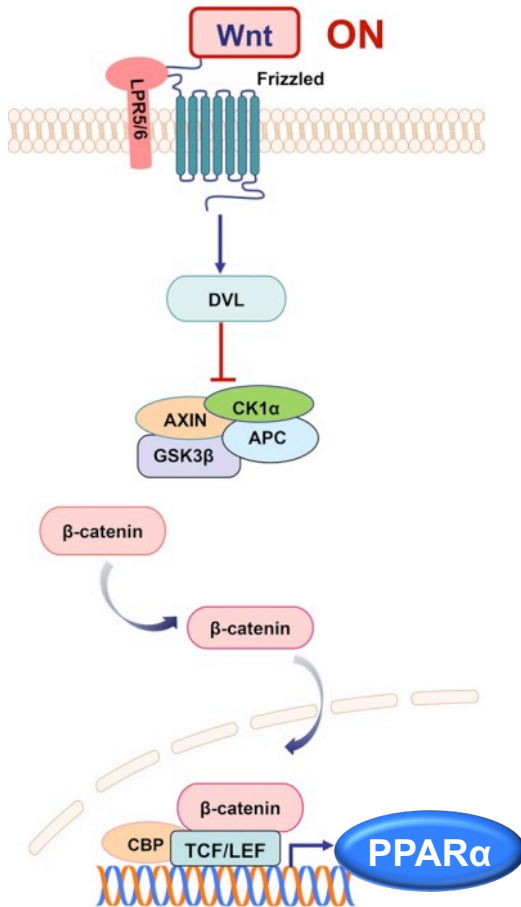 Wnt ON
Frizzled
LPR5/6
DVL
CK1α
AXIN
APC
GSK3β
β-catenin
β-catenin
β-catenin
CBP
TCF/LEF
PPARα